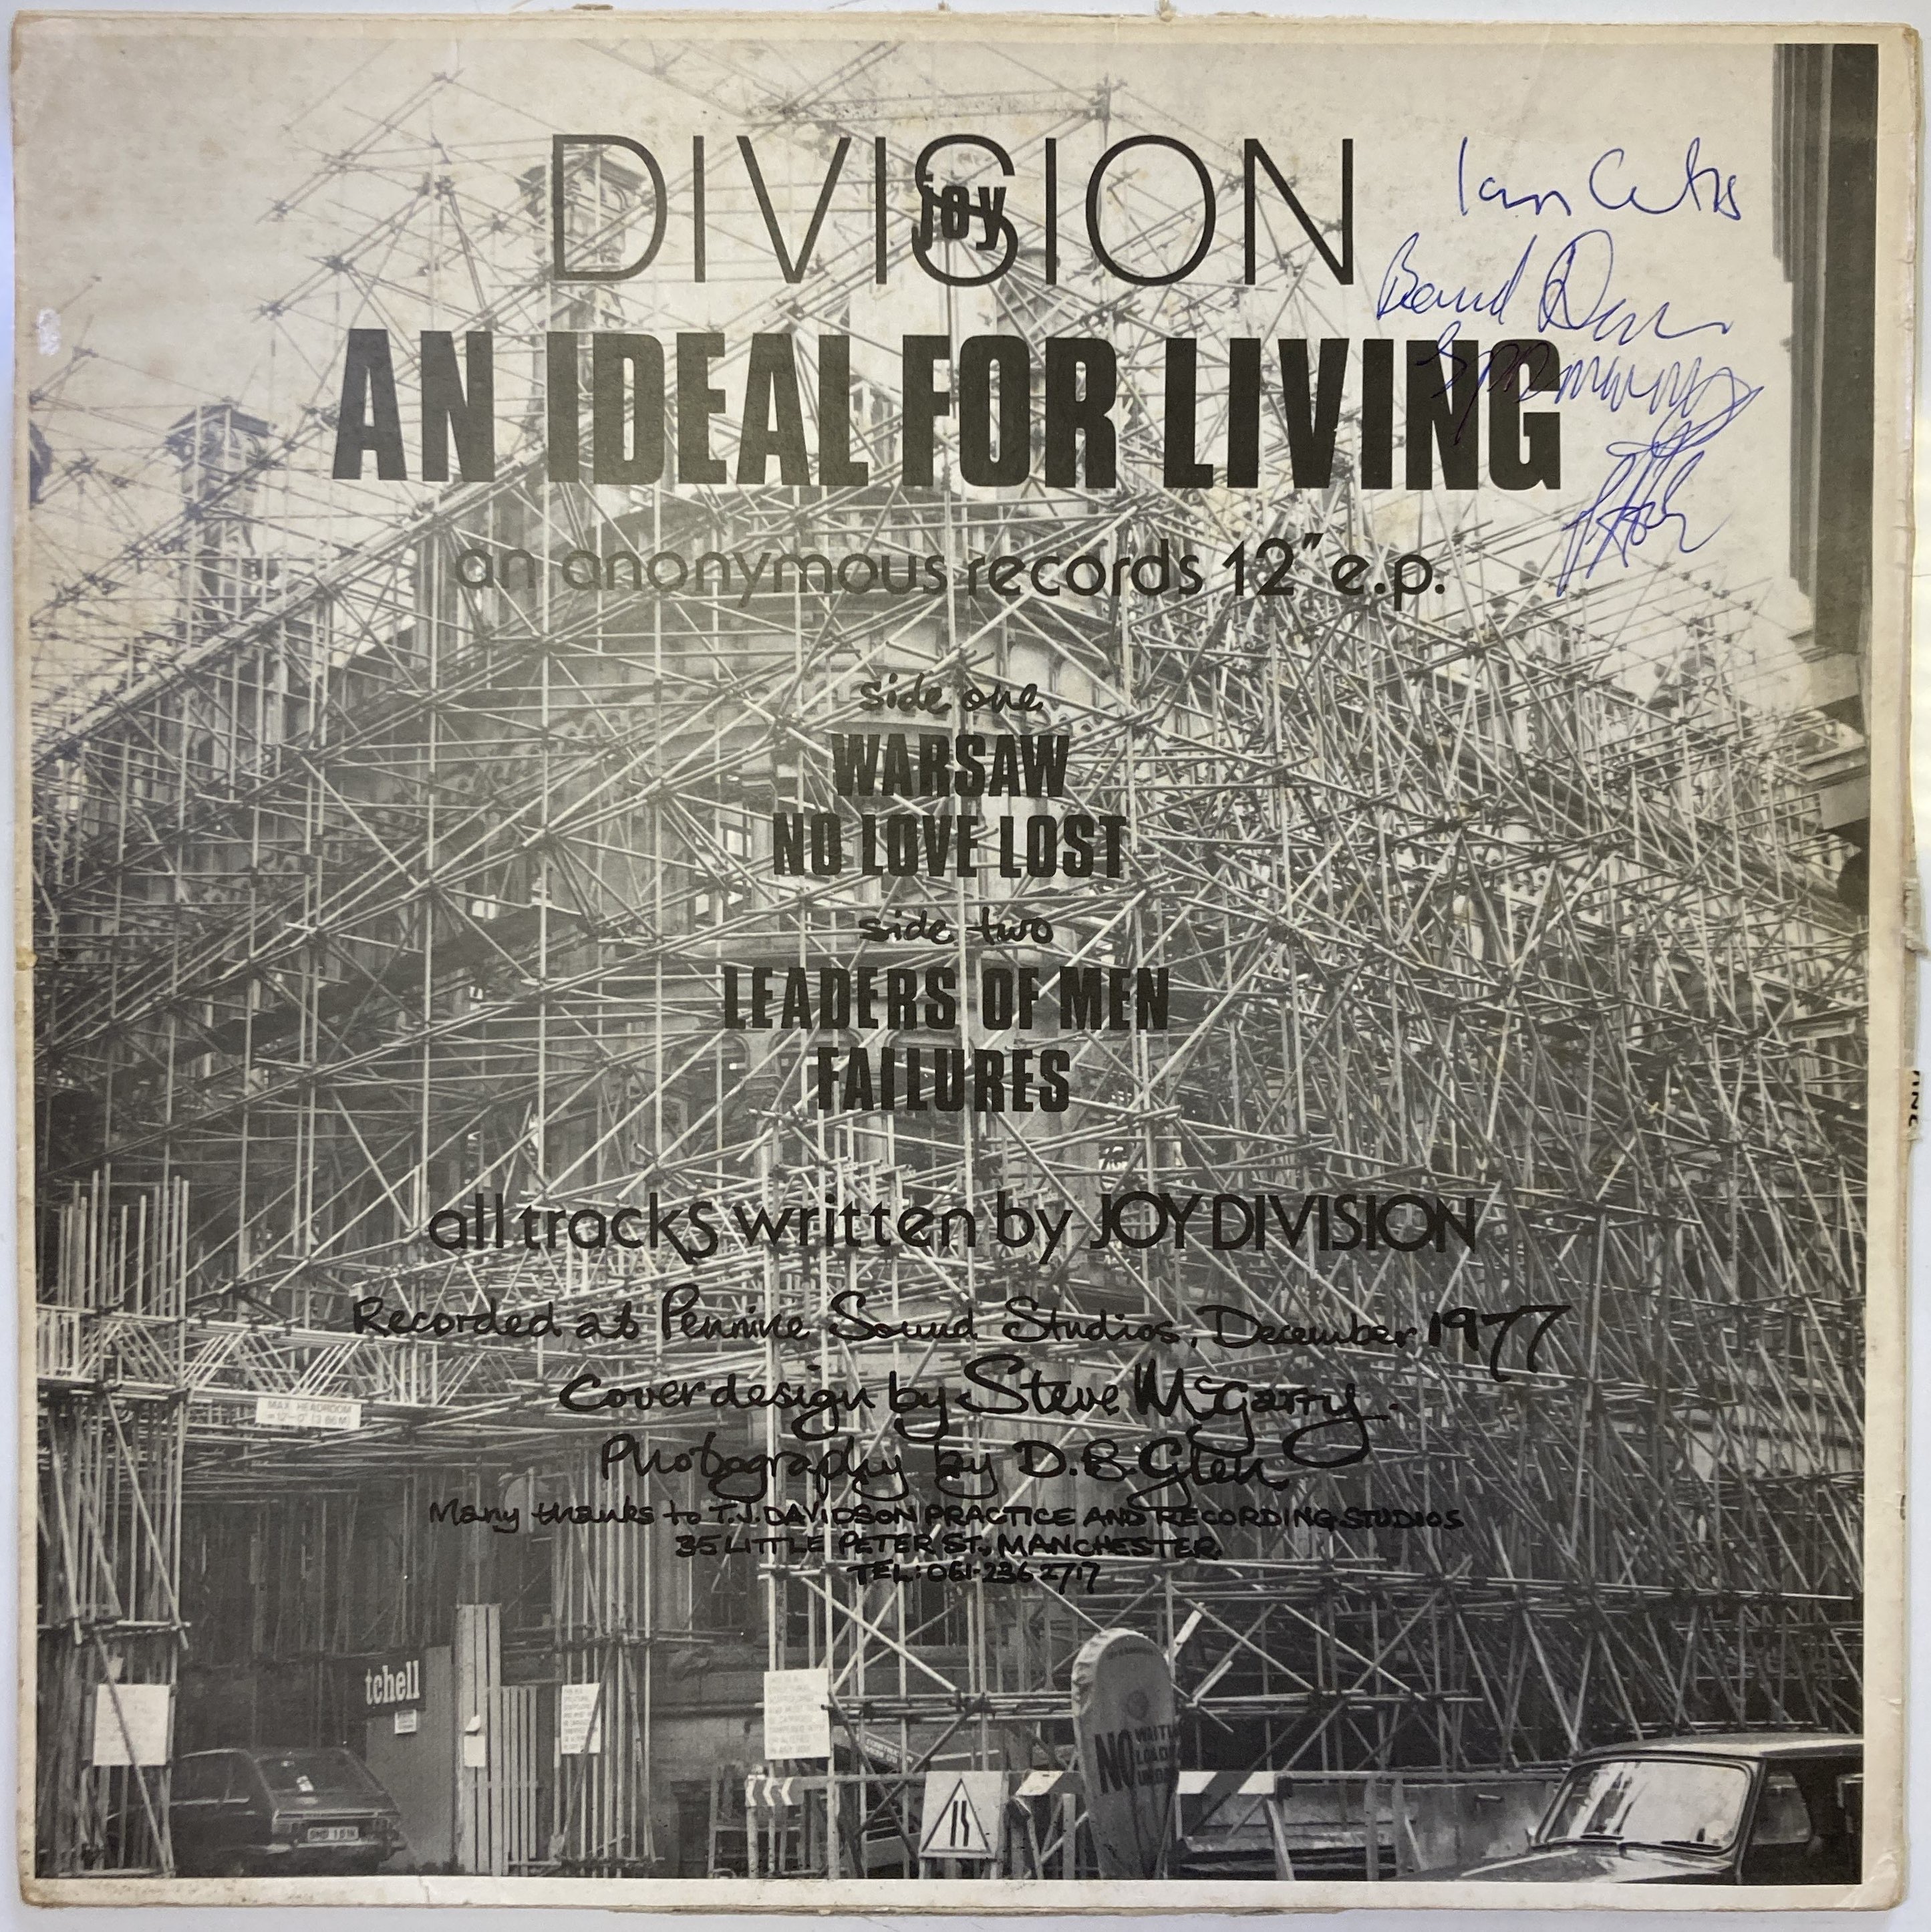 DIVISION
joy
Ian Curtis
AN IDEAL FOR LIVING
an anonymous records 12" e.p.
side one
WARSAW
NO LOVE LOST
side two
LEADERS OF MEN
FAILURES
all tracks written by JOY DIVISION
Recorded at Pennine Sound Studios, December 1977
Cover design by Steve McGarry.
Photography by D.B. Glen
Many thanks to T.J. DAVIDSON PRACTICE AND RECORDING STUDIOS
35 LITTLE PETER ST., MANCHESTER
TEL: 061-236 2717
MAX HEADROOM
tchell
NO